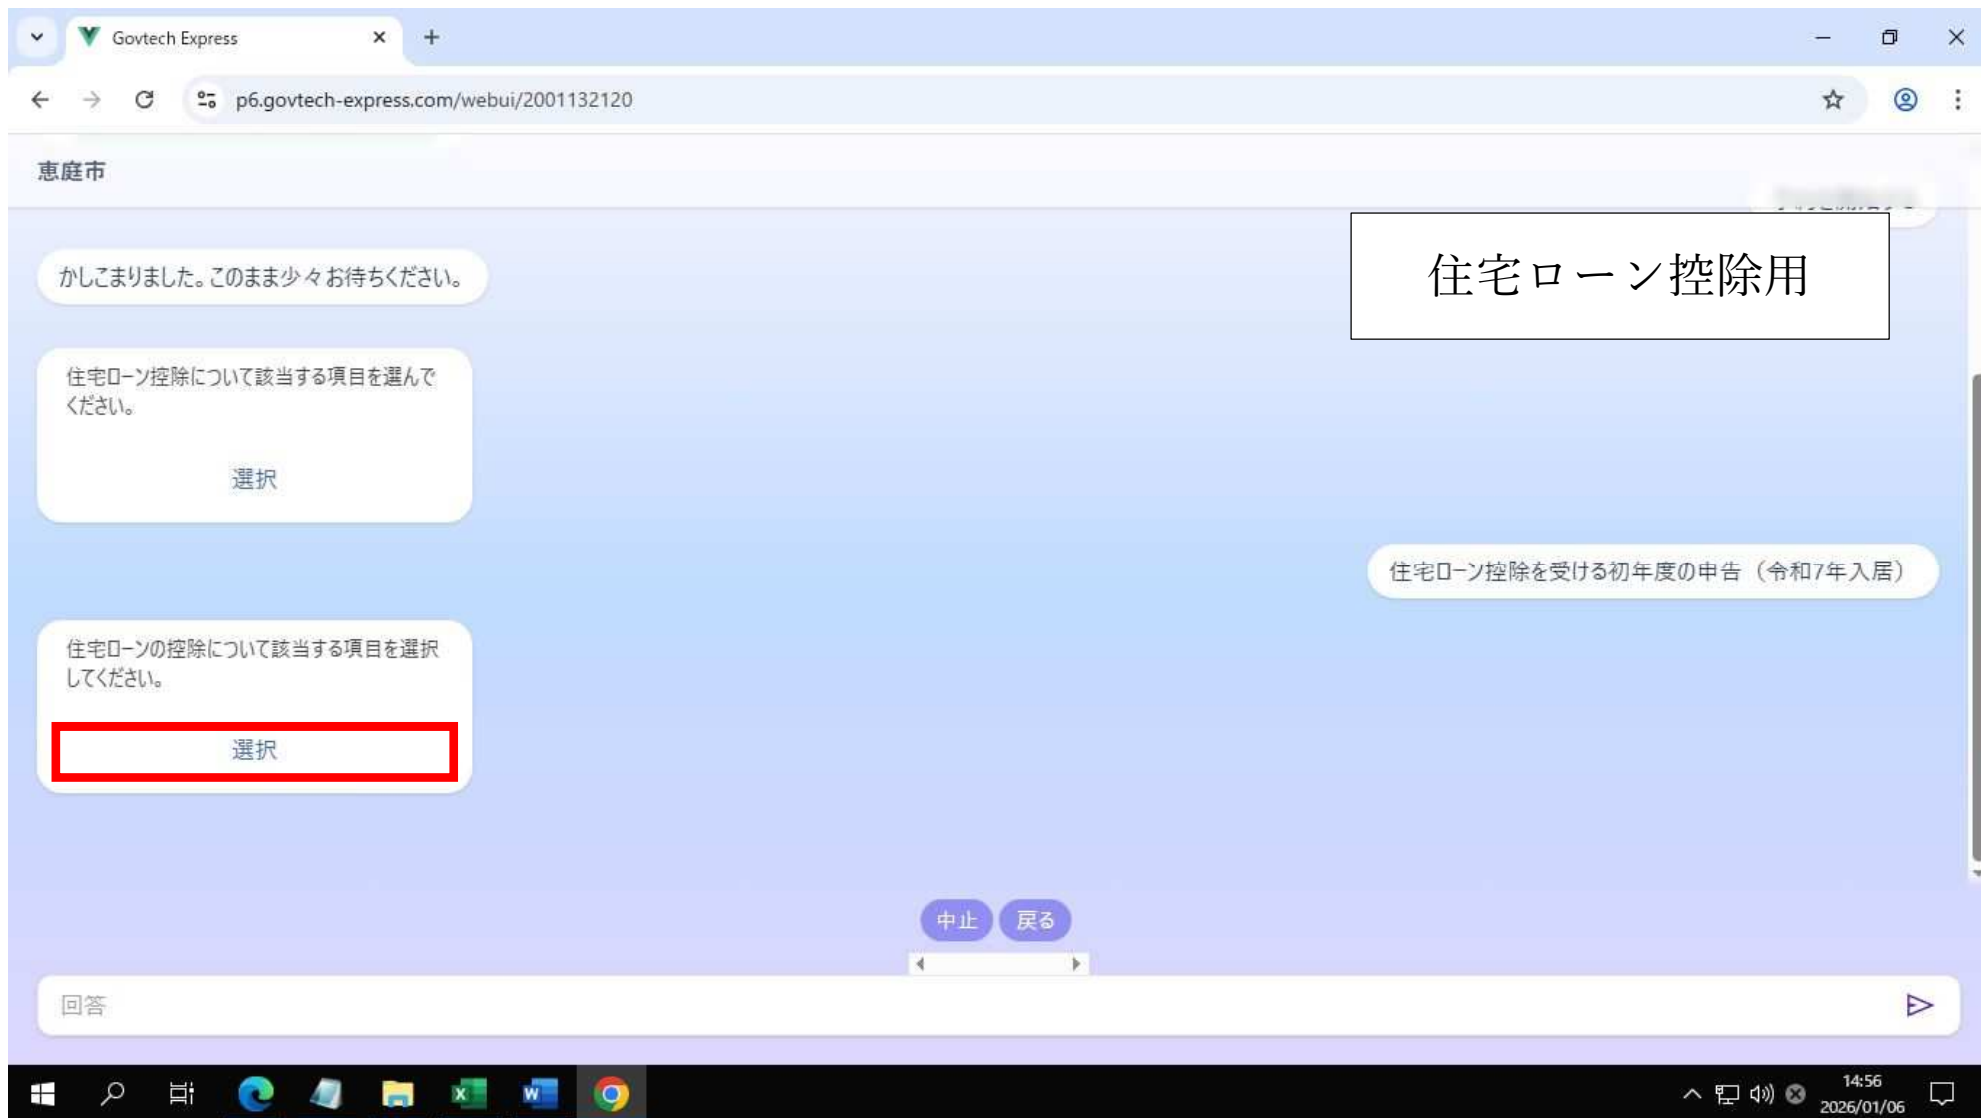 Govtech Express
p6.govtech-express.com/webui/2001132120
恵庭市
住宅ローン控除用
かしこまりました。このまま少々お待ちください。
住宅ローン控除について該当する項目を選んで
ください。
選択
住宅ローン控除を受ける初年度の申告（令和7年入居）
住宅ローンの控除について該当する項目を選択
してください。
選択
中止 戻る
回答
14:56
2026/01/06